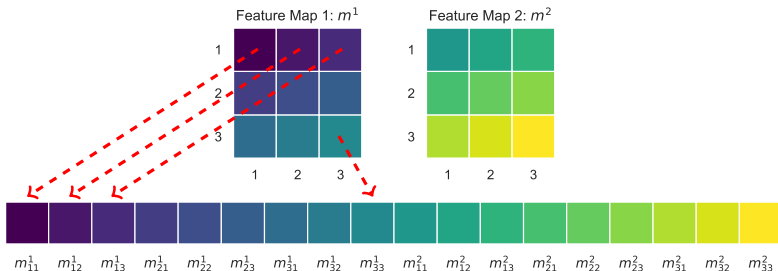 Feature Map 1: m¹ Feature Map 2: m²
1 1
2 2
3 3
1 2 3 1 2 3
m¹₁₁ m¹₁₂ m¹₁₃ m¹₂₁ m¹₂₂ m¹₂₃ m¹₃₁ m¹₃₂ m¹₃₃ m²₁₁ m²₁₂ m²₁₃ m²₂₁ m²₂₂ m²₂₃ m²₃₁ m²₃₂ m²₃₃